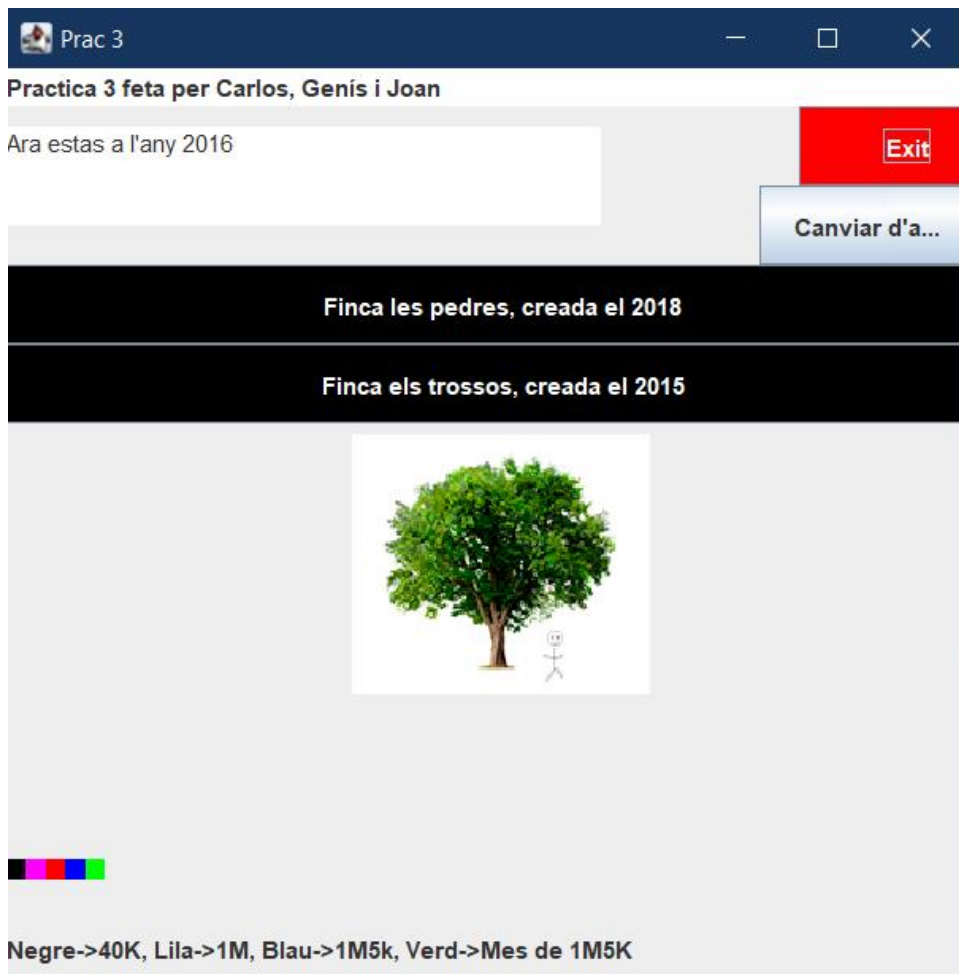 Prac 3
Practica 3 feta per Carlos, Genís i Joan
Ara estas a l'any 2016
Exit
Canviar d'a...
Finca les pedres, creada el 2018
Finca els trossos, creada el 2015
Negre->40K, Lila->1M, Blau->1M5k, Verd->Mes de 1M5K